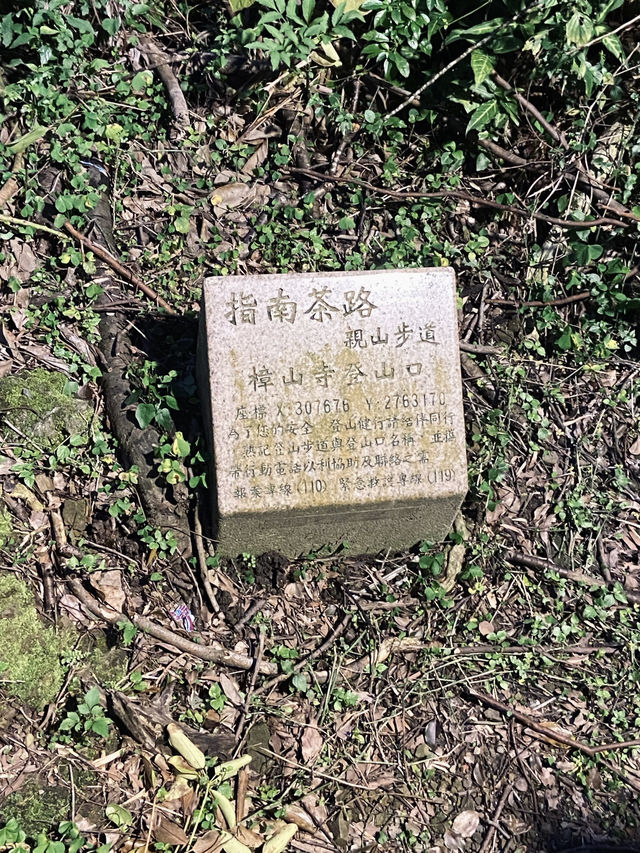 指南茶路
親山步道
樟山寺登山口
座標 X:307676 Y:2763170
為了您的安全，登山健行請結伴同行
熟記登山步道與登山口名稱，並攜
帶行動電話以利協助及聯絡之需
報案專線(110) 緊急救護專線(119)